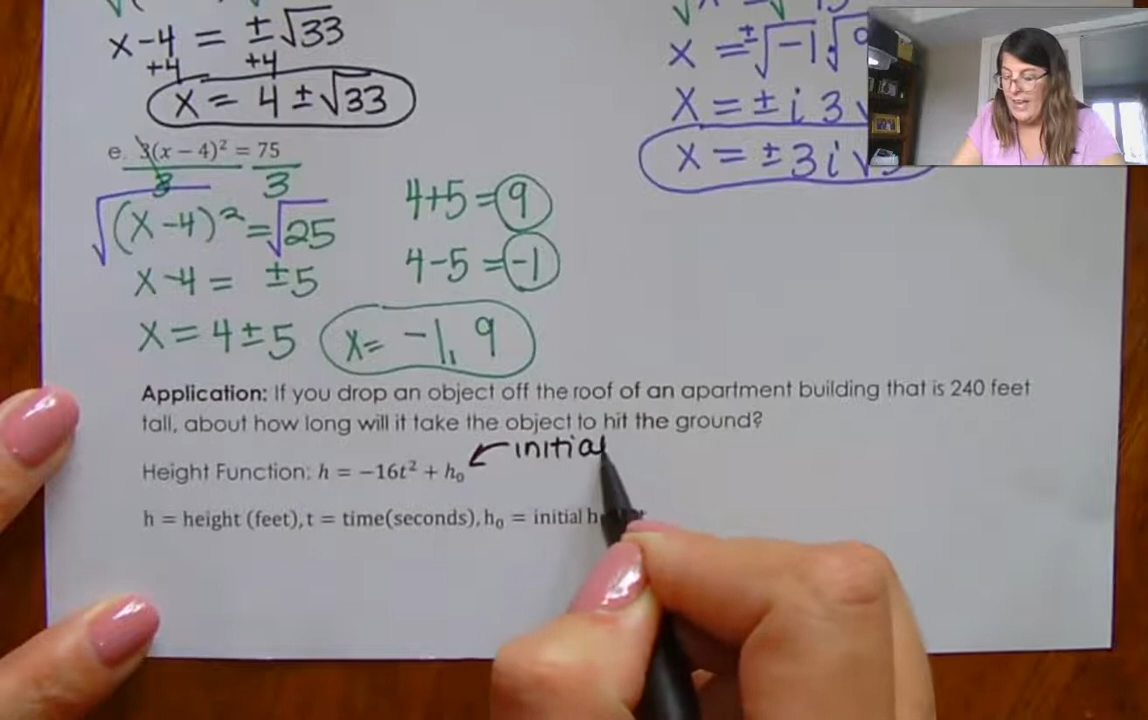 x-4 = ±√33
+4 +4
x = 4 ± √33
e. 3(x − 4)² = 75
3 3
√(x-4)² = √25
x-4 = ±5
x = 4 ± 5
4+5 = 9
4-5 = -1
x = -1, 9
x = ±√-1 √
x = ± i 3
x = ± 3 i √
Application: If you drop an object off the roof of an apartment building that is 240 feet
tall, about how long will it take the object to hit the ground?
initial
Height Function: h = −16t² + h₀
h = height (feet), t = time(seconds), h₀ = initial